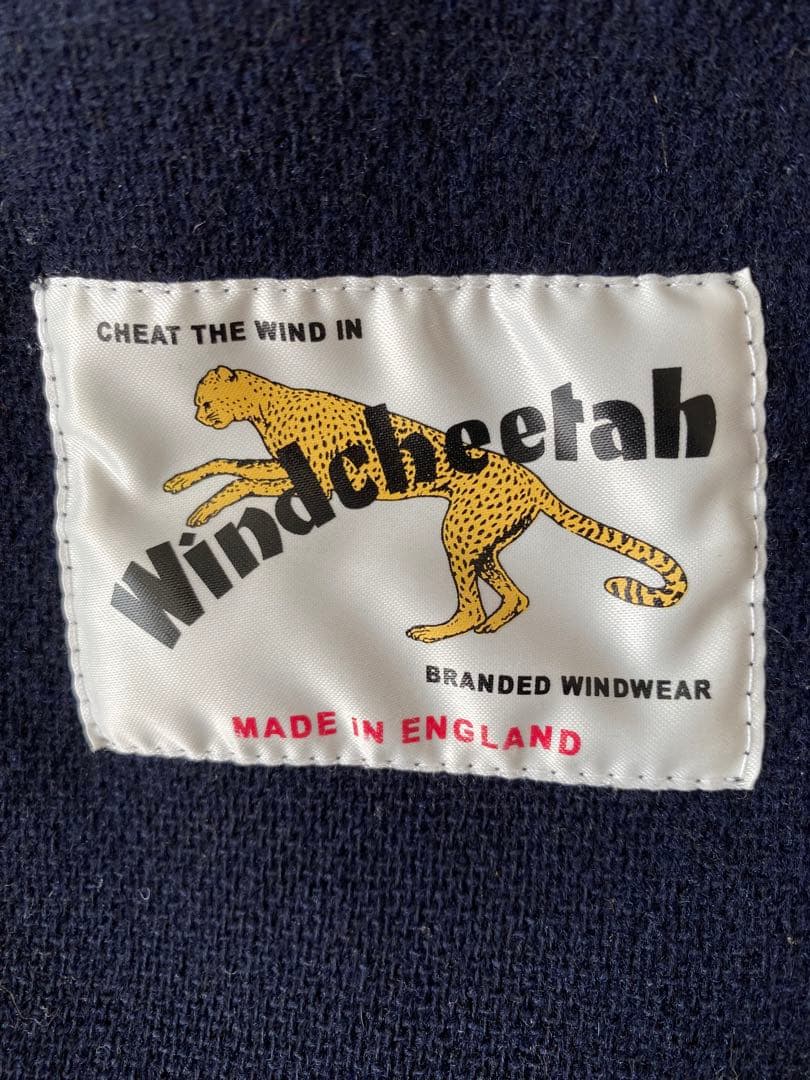 CHEAT THE WIND IN
Windcheetah
BRANDED WINDWEAR
MADE IN ENGLAND